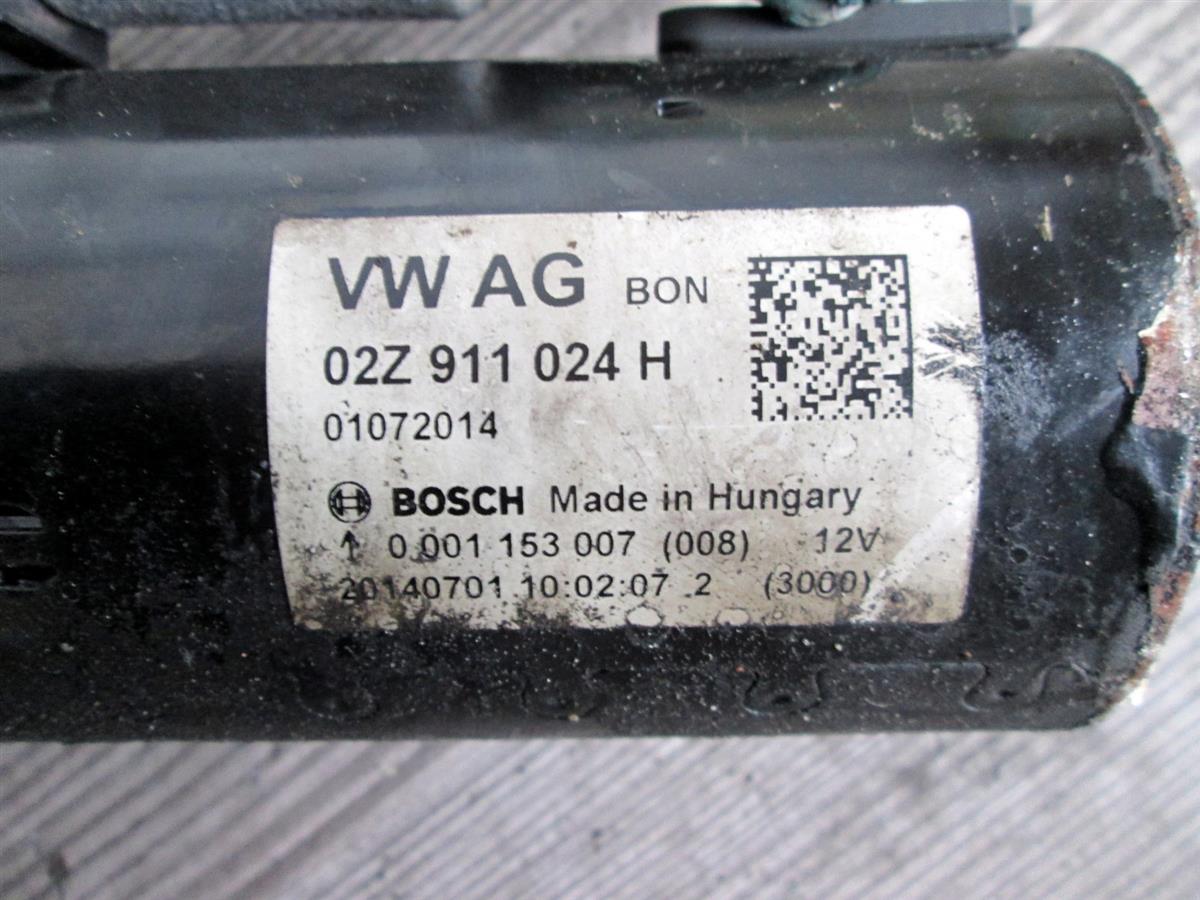 VW AG BON
02Z 911 024 H
01072014
BOSCH Made in Hungary
↑ 0 001 153 007 (008) 12V
20140701 10:02:07 2 (3000)